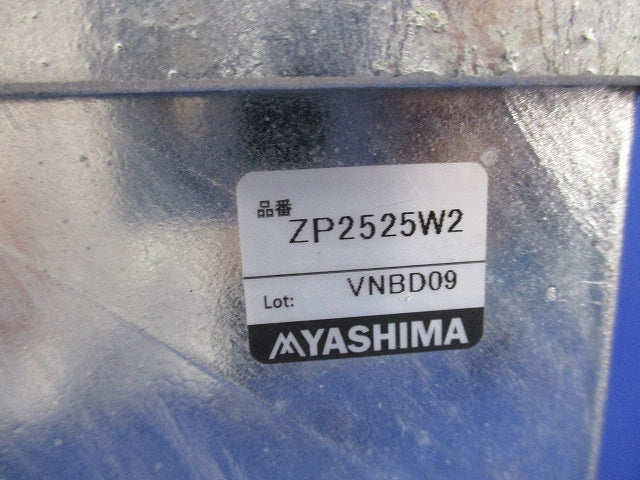 品番
ZP2525W2
Lot: VNBD09
YASHIMA